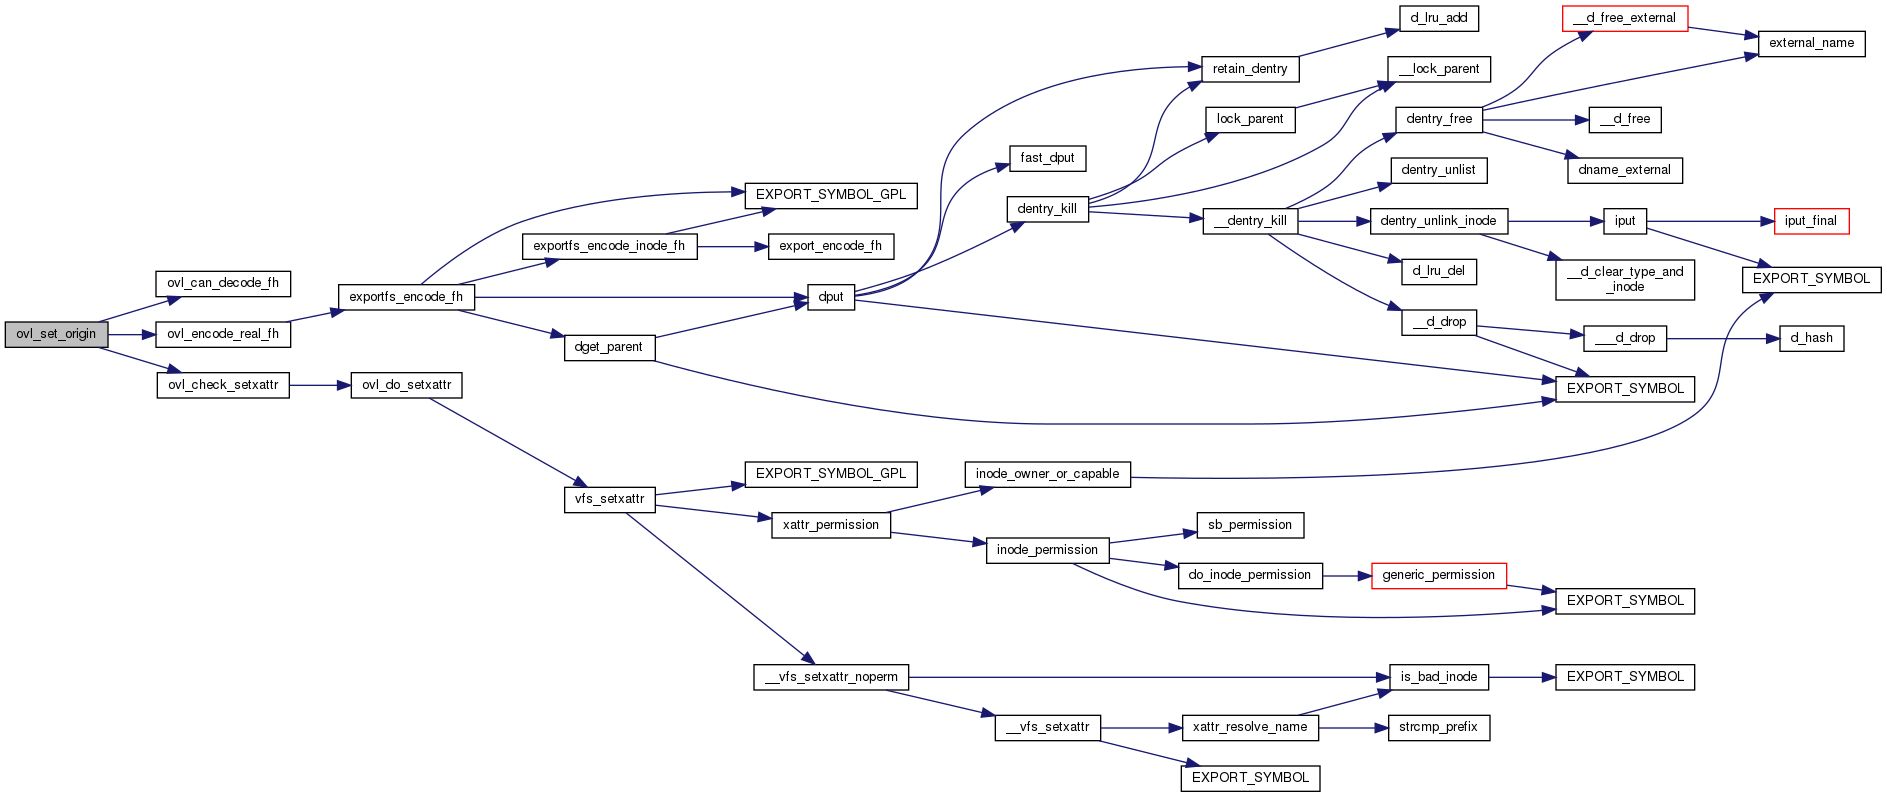 d_lru_add
__d_free_external
external_name
retain_dentry
__lock_parent
lock_parent
dentry_free
__d_free
fast_dput
dentry_unlist
dname_external
EXPORT_SYMBOL_GPL
dentry_kill
__dentry_kill
dentry_unlink_inode
iput
iput_final
exportfs_encode_inode_fh
export_encode_fh
ovl_can_decode_fh
exportfs_encode_fh
dput
d_lru_del
__d_clear_type_and
_inode
EXPORT_SYMBOL
ovl_set_origin
ovl_encode_real_fh
dget_parent
__d_drop
___d_drop
d_hash
ovl_check_setxattr
ovl_do_setxattr
EXPORT_SYMBOL
EXPORT_SYMBOL_GPL
inode_owner_or_capable
vfs_setxattr
xattr_permission
sb_permission
inode_permission
do_inode_permission
generic_permission
EXPORT_SYMBOL
__vfs_setxattr_noperm
is_bad_inode
EXPORT_SYMBOL
__vfs_setxattr
xattr_resolve_name
strcmp_prefix
EXPORT_SYMBOL